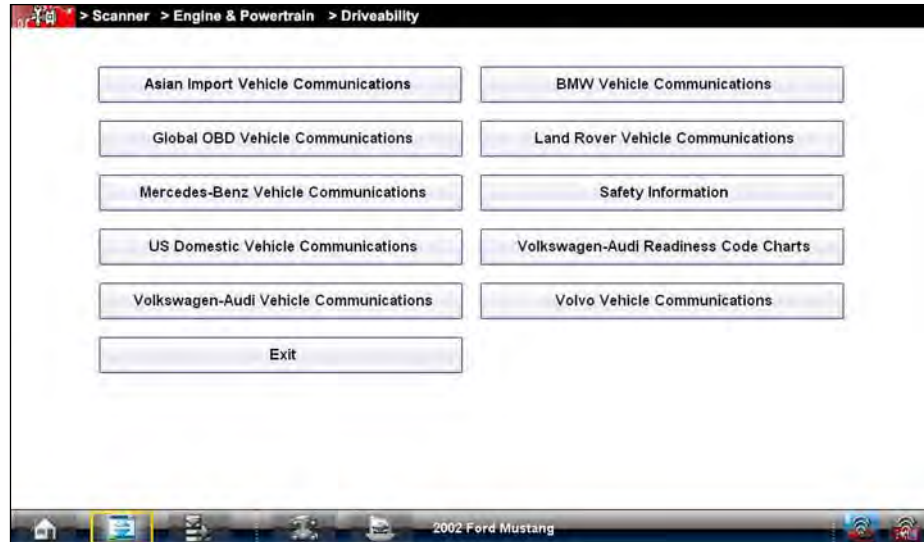 > Scanner > Engine & Powertrain > Driveability
Asian Import Vehicle Communications
BMW Vehicle Communications
Global OBD Vehicle Communications
Land Rover Vehicle Communications
Mercedes-Benz Vehicle Communications
Safety Information
US Domestic Vehicle Communications
Volkswagen-Audi Readiness Code Charts
Volkswagen-Audi Vehicle Communications
Volvo Vehicle Communications
Exit
2002 Ford Mustang